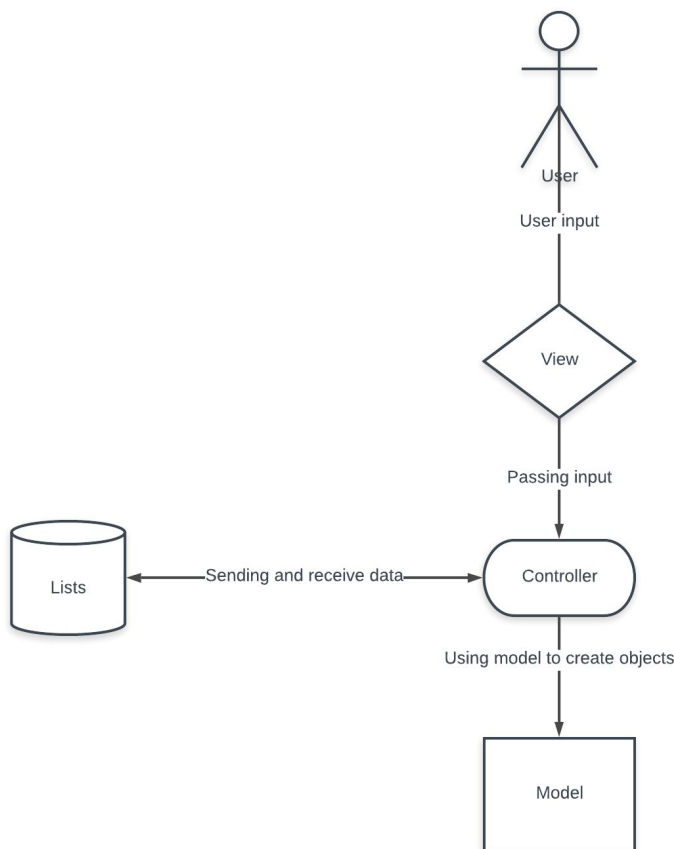 User
User input
View
Passing input
Lists
Sending and receive data
Controller
Using model to create objects
Model